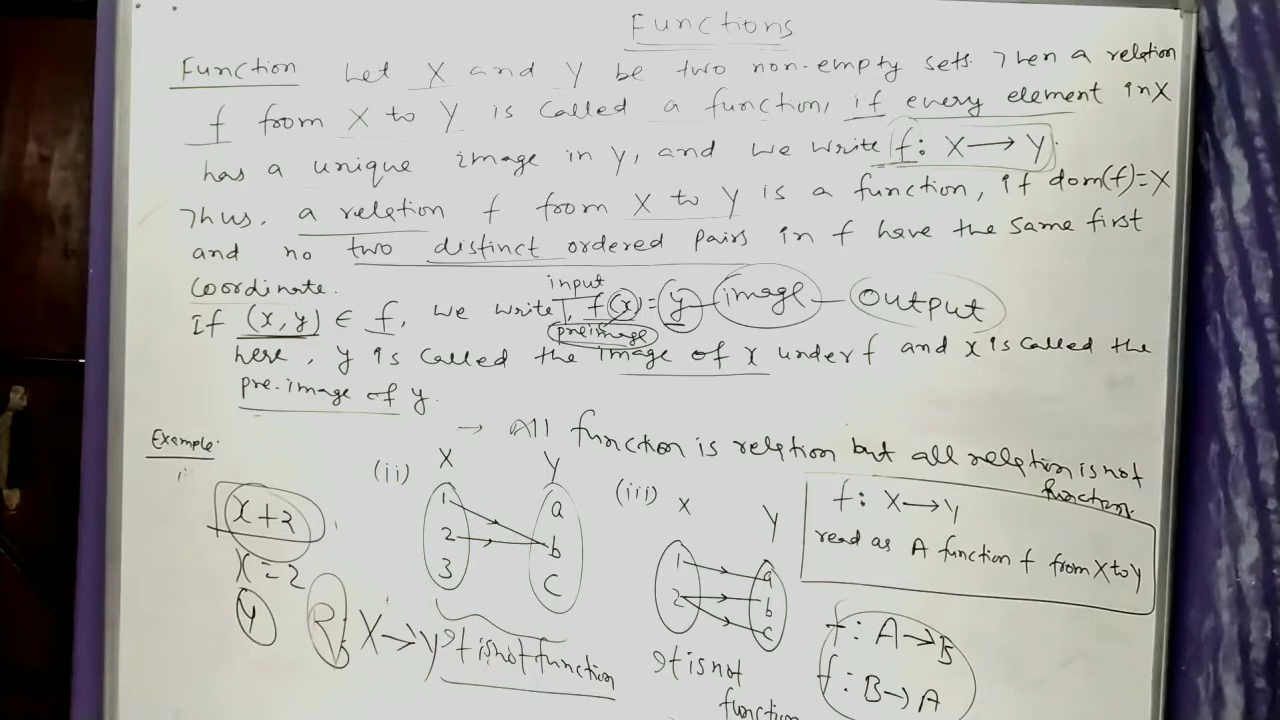 Functions
Function. Let X and Y be two non-empty sets. Then a relation
f from X to Y is called a function, if every element in X
has a unique image in Y, and we write f: X → Y.
Thus, a relation f from X to Y is a function, if dom(f)=X
and no two distinct ordered pairs in f have the same first
Coordinate.
input
If (x,y) ∈ f, we write, f(x) = y - image - output
preimage
here, y is called the image of x under f and x is called the
pre-image of y.
→ All function is relation but all relation is not
function.
Example.
(ii) X Y
1 2 3
a b c
(iii) X Y
1 2
a b c
f: X → Y
read as A function f from X to Y
x+2
x=2
Y
R: X → Y
It is not function
It is not
function
f: A → B
f: B → A